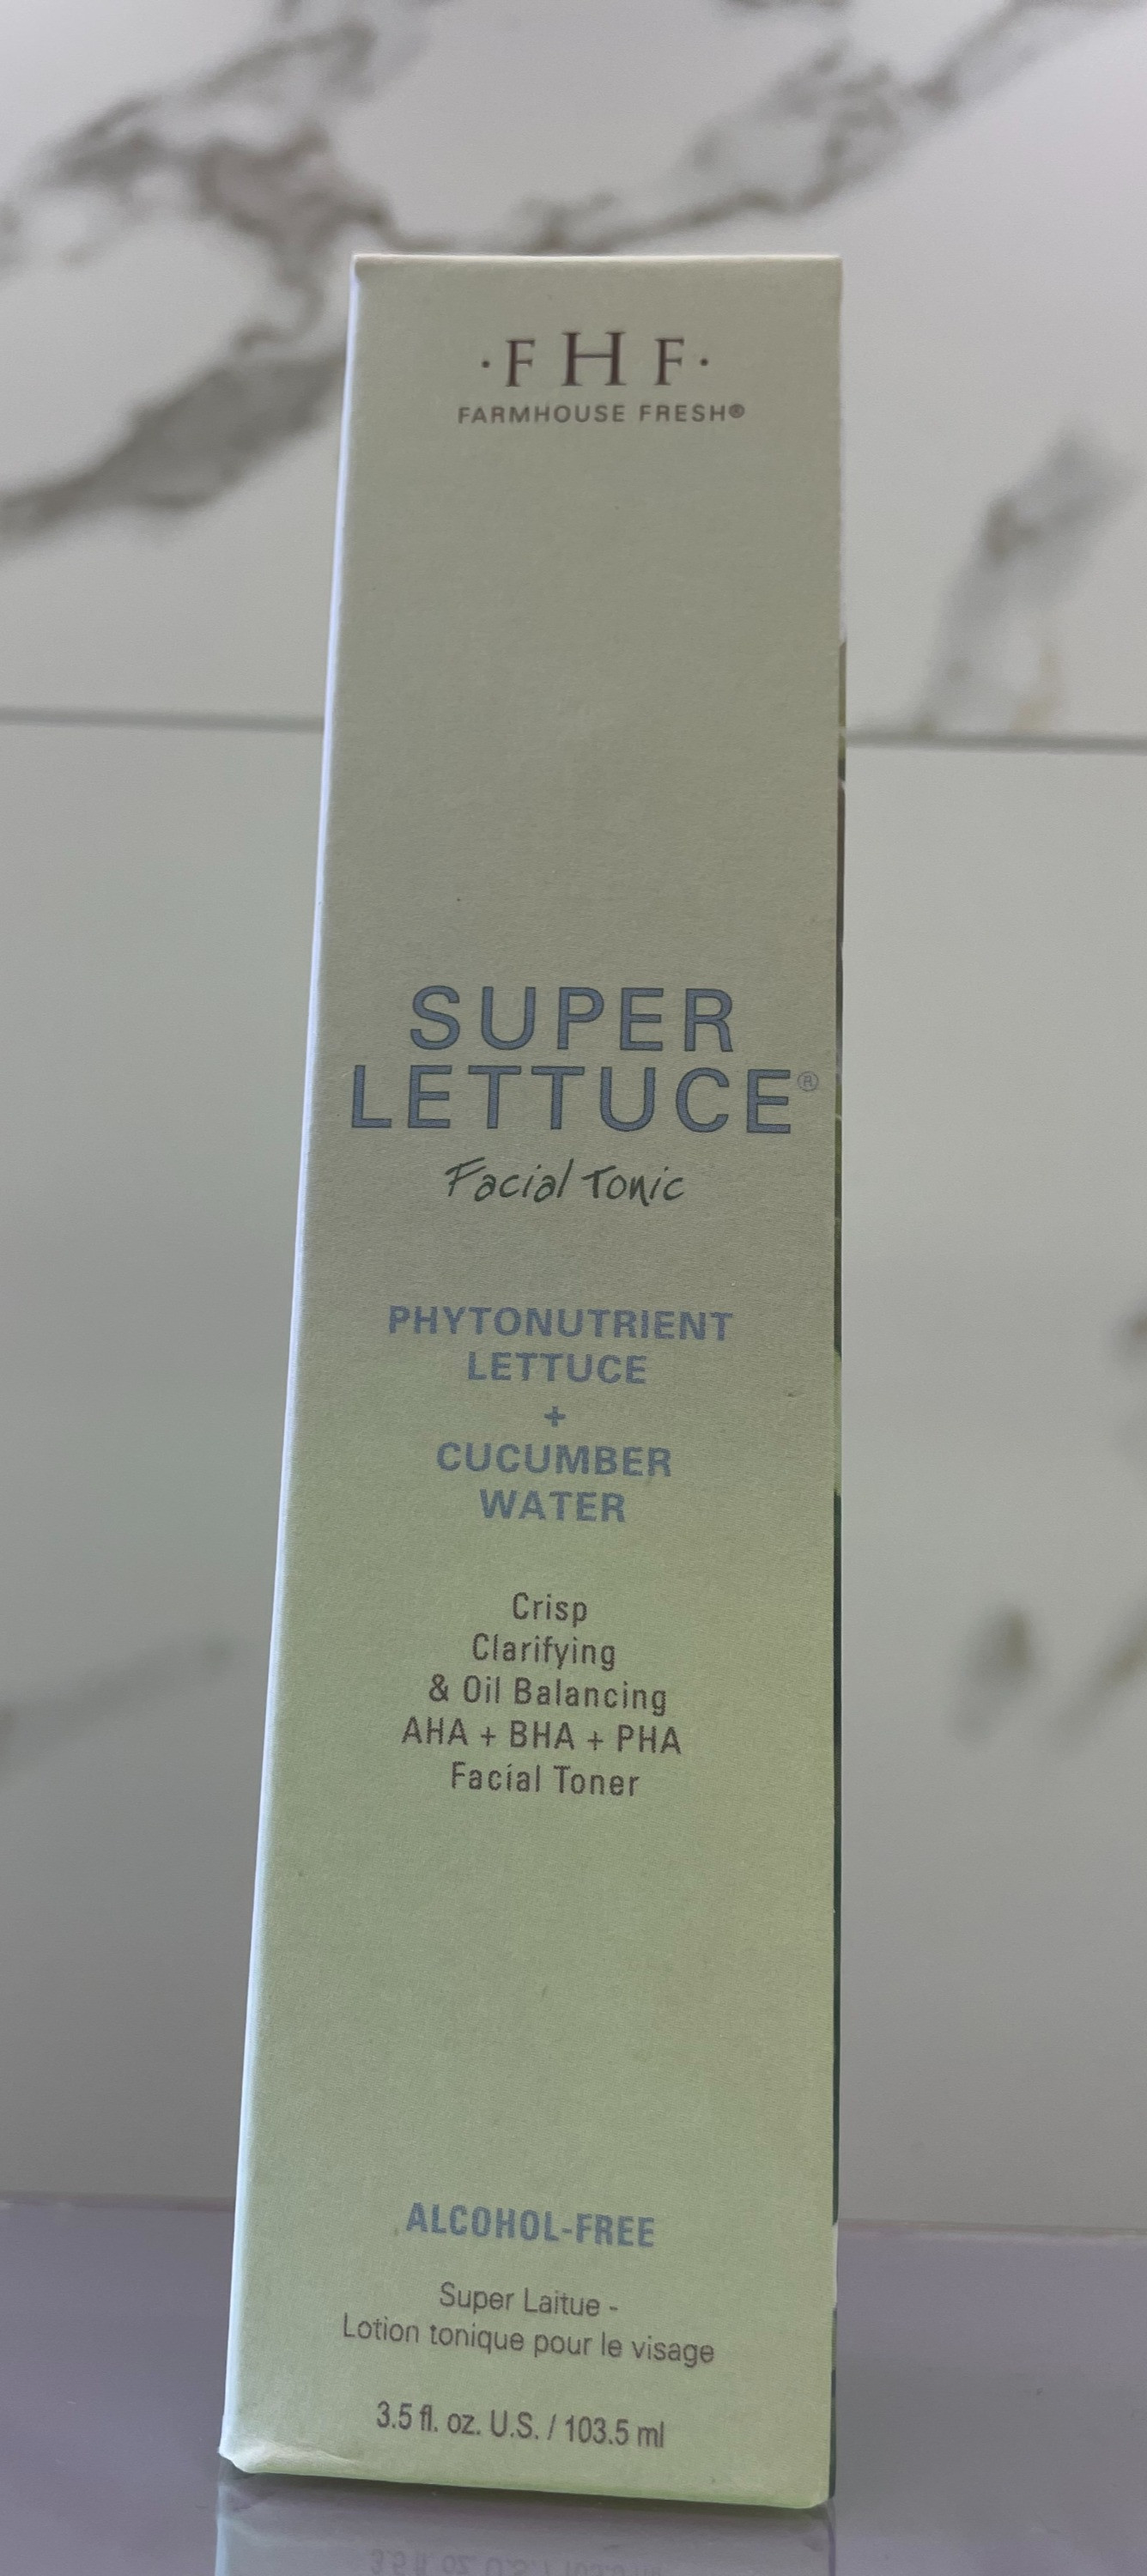 ·FHF·
FARMHOUSE FRESH®
SUPER
LETTUCE®
Facial Tonic
PHYTONUTRIENT
LETTUCE
+
CUCUMBER
WATER
Crisp
Clarifying
& Oil Balancing
AHA + BHA + PHA
Facial Toner
ALCOHOL-FREE
Super Laitue -
Lotion tonique pour le visage
3.5 fl. oz. U.S. / 103.5 ml